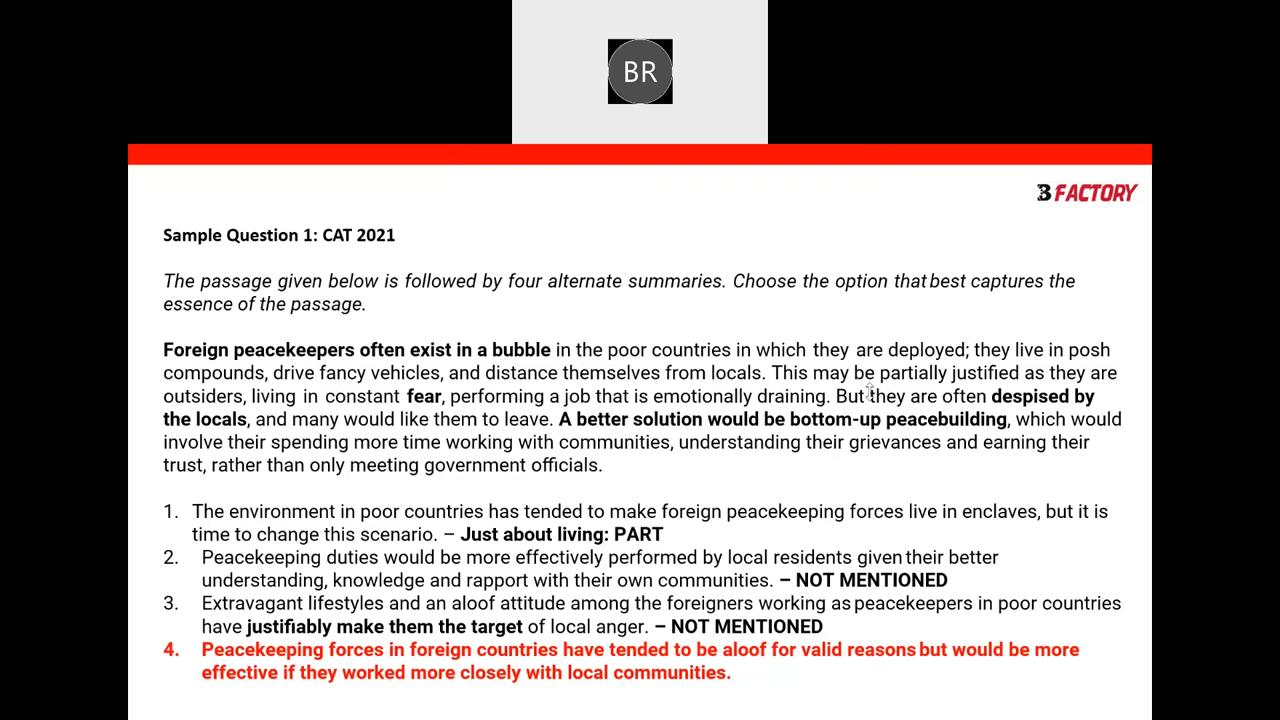 BR
3 FACTORY
Sample Question 1: CAT 2021
The passage given below is followed by four alternate summaries. Choose the option that best captures the
essence of the passage.
Foreign peacekeepers often exist in a bubble in the poor countries in which they are deployed; they live in posh
compounds, drive fancy vehicles, and distance themselves from locals. This may be partially justified as they are
outsiders, living in constant fear, performing a job that is emotionally draining. But they are often despised by
the locals, and many would like them to leave. A better solution would be bottom-up peacebuilding, which would
involve their spending more time working with communities, understanding their grievances and earning their
trust, rather than only meeting government officials.
1. The environment in poor countries has tended to make foreign peacekeeping forces live in enclaves, but it is
time to change this scenario. – Just about living: PART
2. Peacekeeping duties would be more effectively performed by local residents given their better
understanding, knowledge and rapport with their own communities. – NOT MENTIONED
3. Extravagant lifestyles and an aloof attitude among the foreigners working as peacekeepers in poor countries
have justifiably make them the target of local anger. – NOT MENTIONED
4. Peacekeeping forces in foreign countries have tended to be aloof for valid reasons but would be more
effective if they worked more closely with local communities.